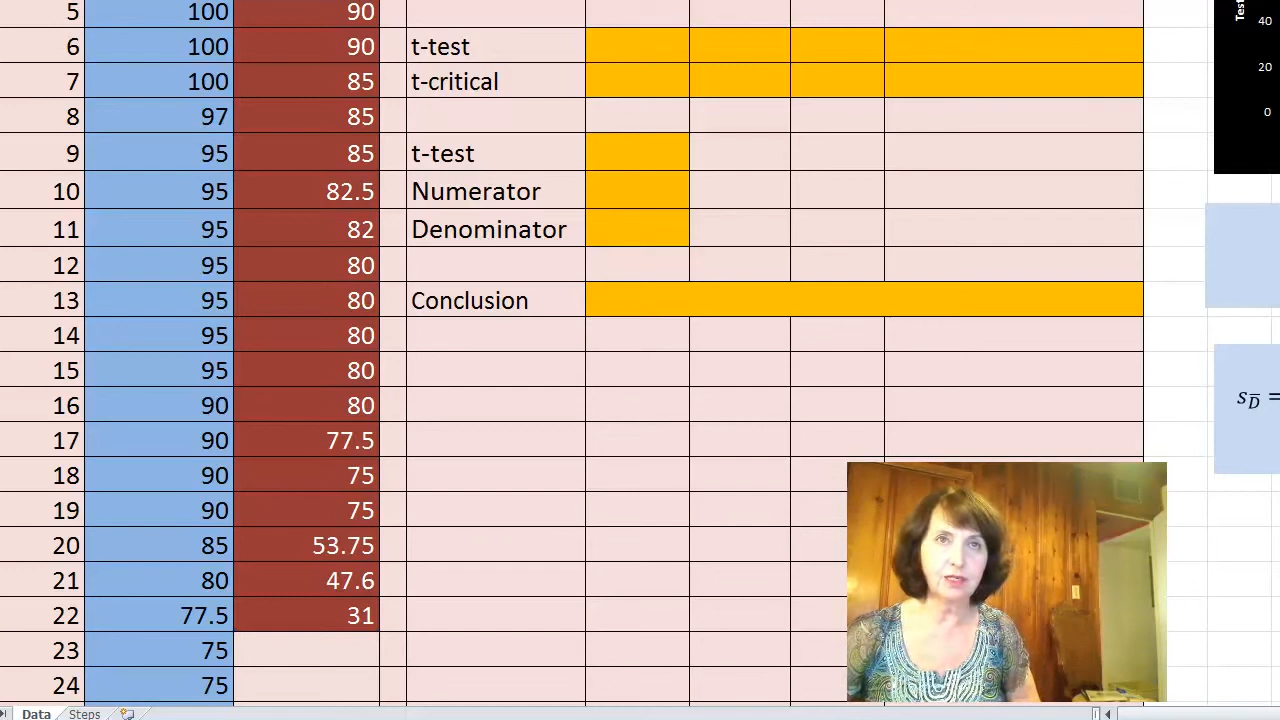 5 100 90
Test
40
6 100 90 t-test
20
7 100 85 t-critical
0
8 97 85
9 95 85 t-test
10 95 82.5 Numerator
11 95 82 Denominator
12 95 80
13 95 80 Conclusion
14 95 80
15 95 80
16 90 80
s_D̅ =
17 90 77.5
18 90 75
19 90 75
20 85 53.75
21 80 47.6
22 77.5 31
23 75
24 75
Data Steps